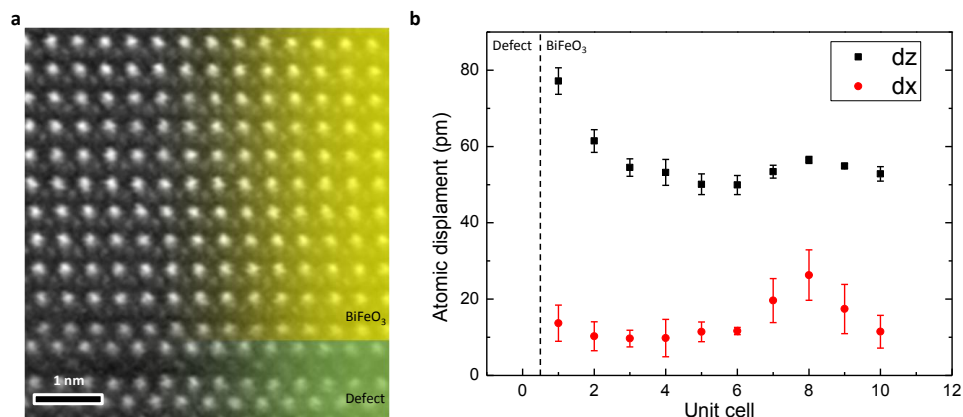 a
BiFeO3
1 nm
Defect
b
Defect BiFeO3
dz
dx
80
60
40
20
0
Atomic displament (pm)
0 2 4 6 8 10 12
Unit cell